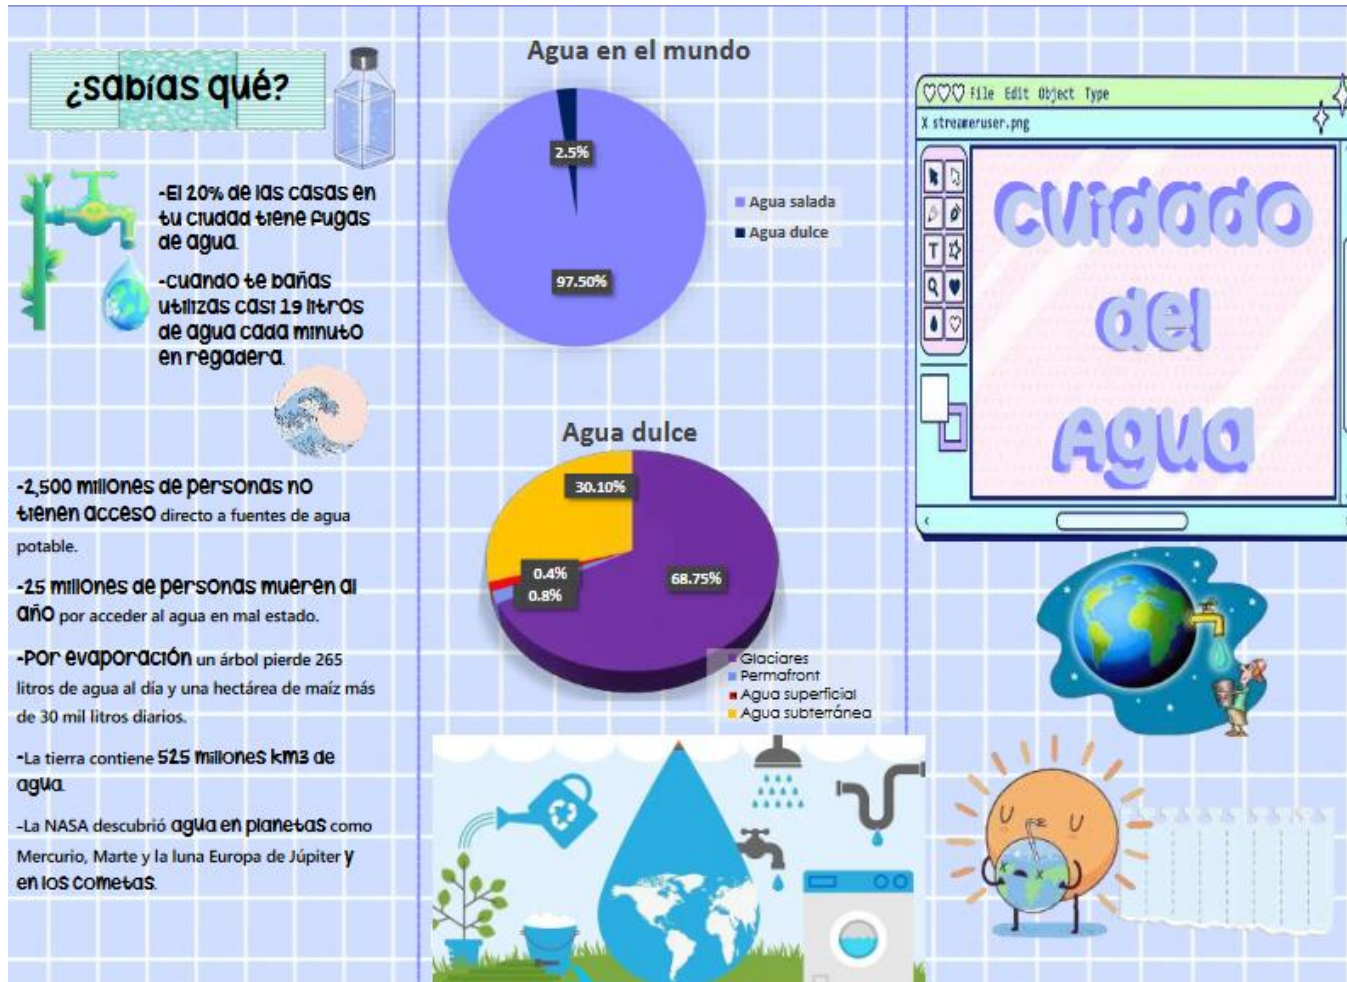 ¿sabías qué?
-El 20% de las casas en
tu ciudad tiene fugas
de agua.
-Cuando te bañas
utilizas casi 19 litros
de agua cada minuto
en regadera.
-2,500 millones de personas no
tienen acceso directo a fuentes de agua
potable.
-25 millones de personas mueren al
año por acceder al agua en mal estado.
-Por evaporación un árbol pierde 265
litros de agua al día y una hectárea de maíz más
de 30 mil litros diarios.
-La tierra contiene 525 millones km3 de
agua.
-La NASA descubrió agua en planetas como
Mercurio, Marte y la luna Europa de Júpiter y
en los cometas.
Agua en el mundo
2.5%
97.50%
Agua salada
Agua dulce
Agua dulce
30.10%
0.4%
0.8%
68.75%
Glaciares
Permafront
Agua superficial
Agua subterránea
File Edit Object Type
X streameruser.png
T
Cuidado
del
Agua